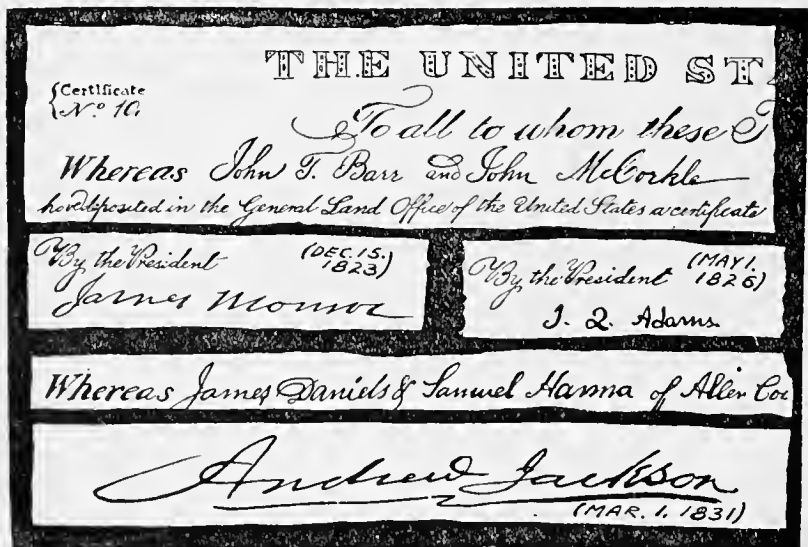 THE UNITED ST
{Certificate
No. 10.
To all to whom these
Whereas John T. Barr and John McCorkle
have deposited in the General Land Office of the United States a certificate
By the President (DEC. 15. 1823)
James Monroe
By the President (MAY 1. 1826)
J. Q. Adams.
Whereas James Daniels & Samuel Hanna of Allen Co
Andrew Jackson
(MAR. 1. 1831)